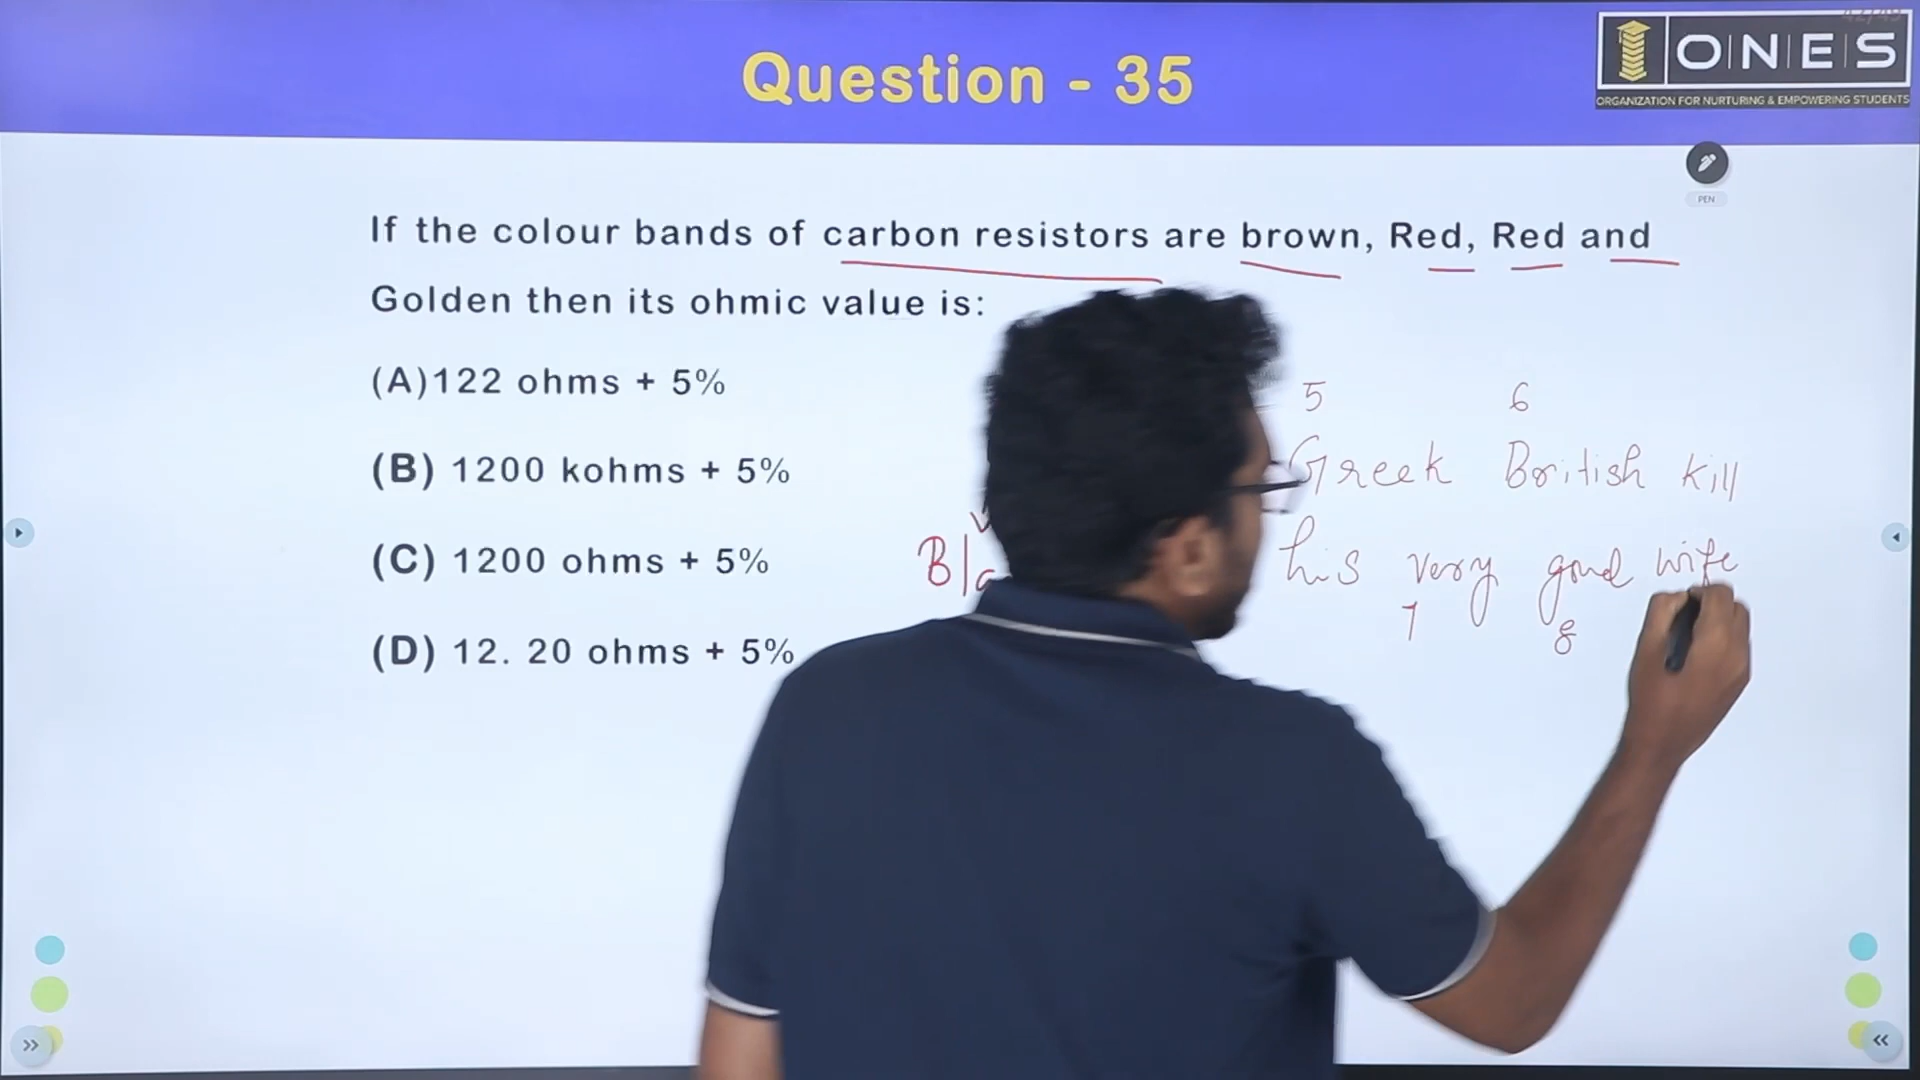 Question - 35
ONES
ORGANIZATION FOR NURTURING & EMPOWERING STUDENTS
PEN
If the colour bands of carbon resistors are brown, Red, Red and
Golden then its ohmic value is:
(A)122 ohms + 5%
(B) 1200 kohms + 5%
(C) 1200 ohms + 5%
(D) 12. 20 ohms + 5%
5 6
Greek British kill
Bla his very good wife
7 8